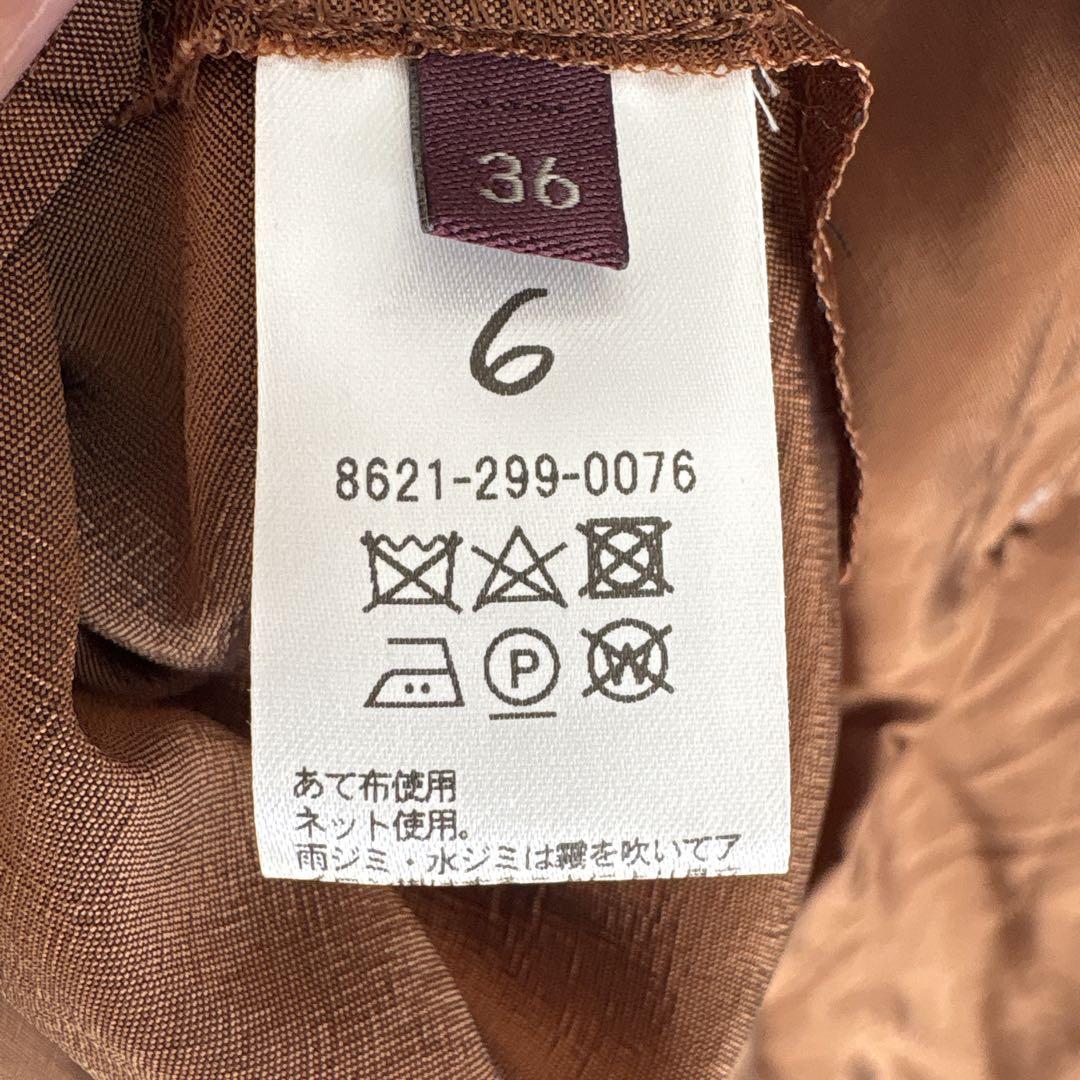 36
6
8621-299-0076
P
W
あて布使用
ネット使用。
雨ジミ・水ジミは霧を吹いてア